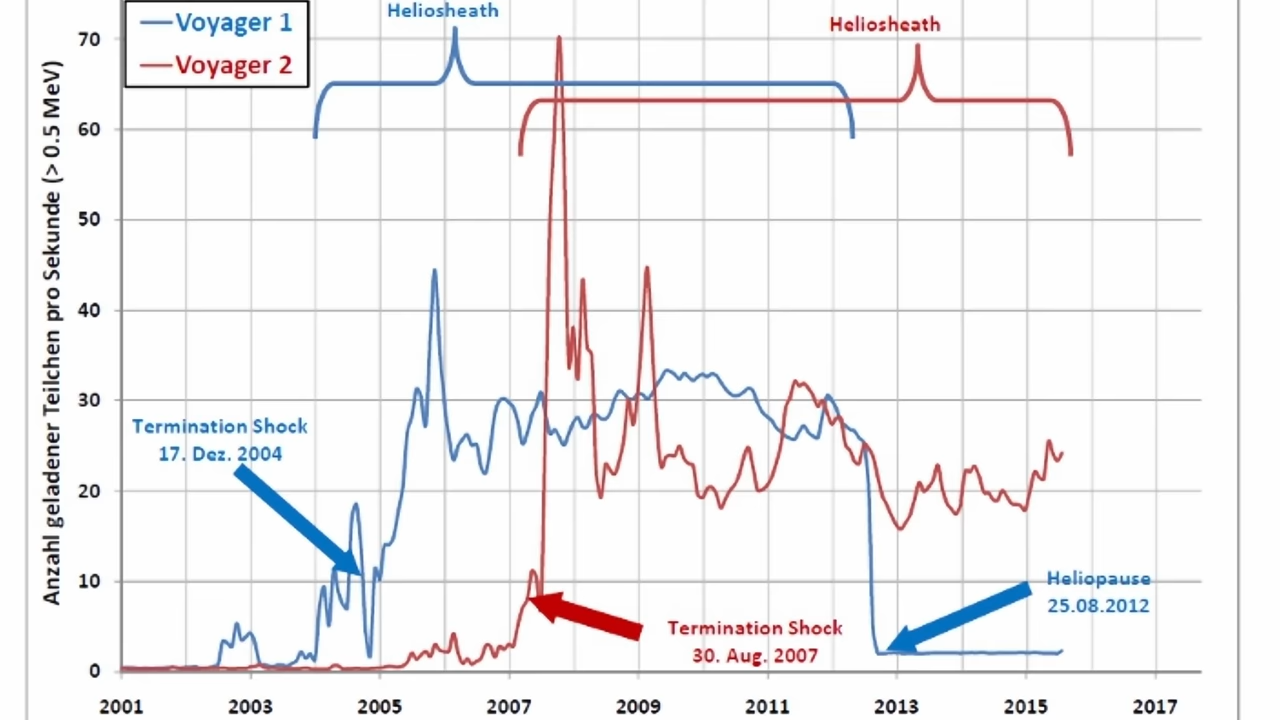 Voyager 1
Voyager 2
Heliosheath
Heliosheath
Anzahl geladener Teilchen pro Sekunde (> 0.5 MeV)
70
60
50
40
30
20
10
0
Termination Shock
17. Dez. 2004
Termination Shock
30. Aug. 2007
Heliopause
25.08.2012
2001 2003 2005 2007 2009 2011 2013 2015 2017